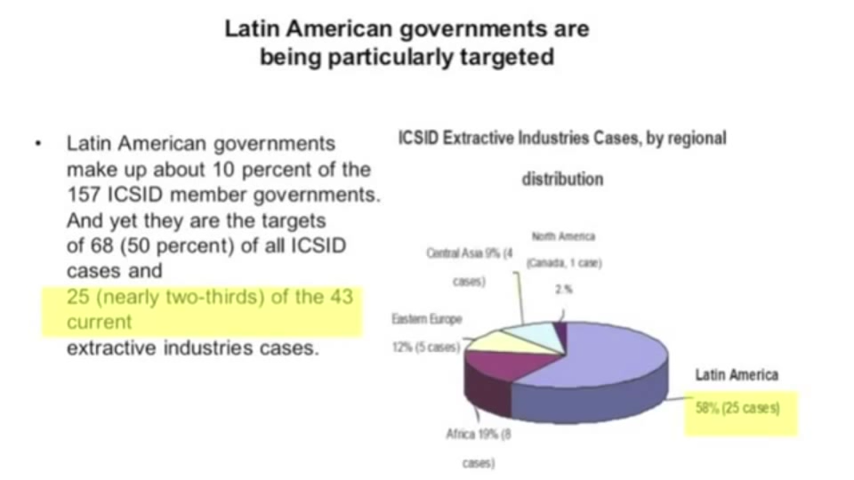 Latin American governments are
being particularly targeted
• Latin American governments
make up about 10 percent of the
157 ICSID member governments.
And yet they are the targets
of 68 (50 percent) of all ICSID
cases and
25 (nearly two-thirds) of the 43
current
extractive industries cases.
ICSID Extractive Industries Cases, by regional
distribution
North America
(Canada, 1 case)
2%
Central Asia 9% (4
cases)
Eastern Europe
12% (5 cases)
Latin America
58% (25 cases)
Africa 19% (8
cases)